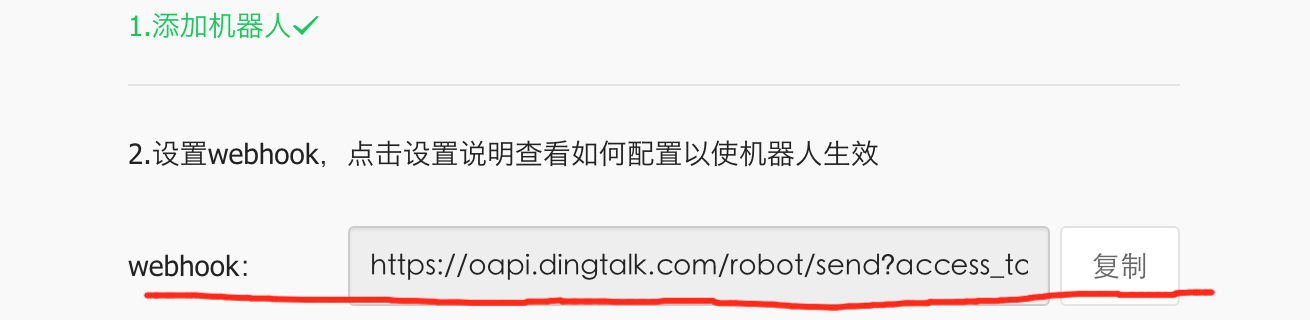 1.添加机器人✓
2.设置webhook，点击设置说明查看如何配置以使机器人生效
webhook： https://oapi.dingtalk.com/robot/send?access_to 复制